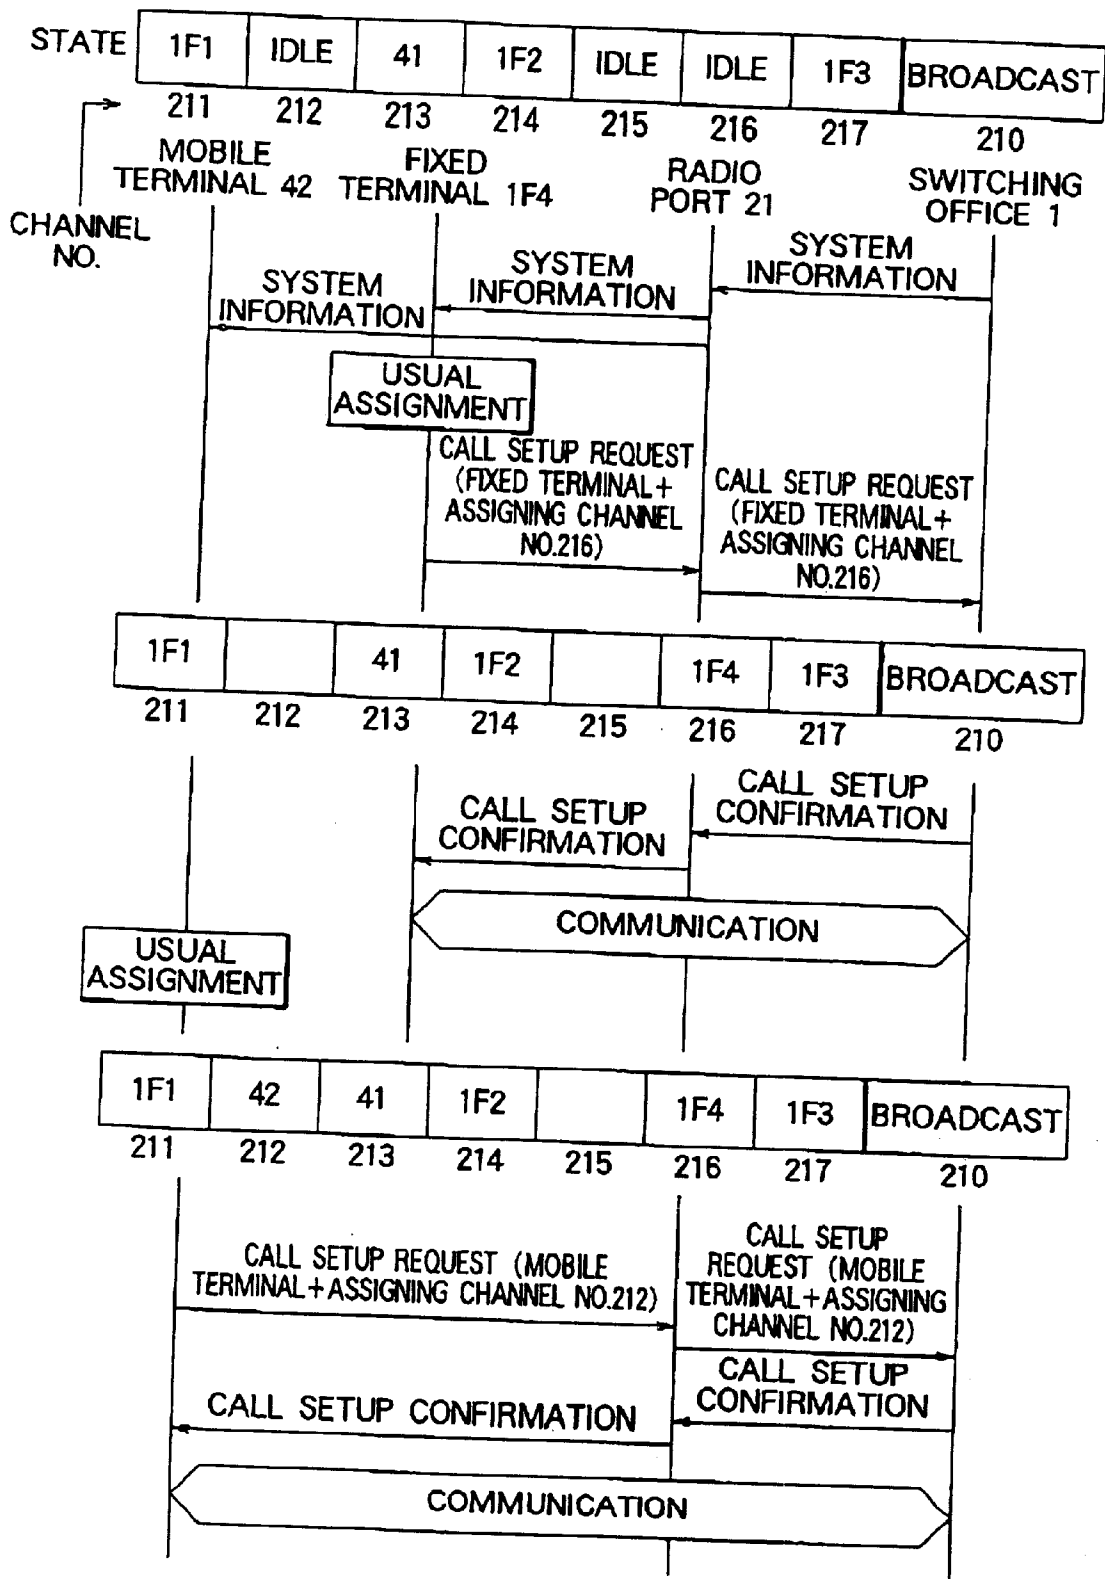 STATE 1F1 IDLE 41 1F2 IDLE IDLE 1F3 BROADCAST
211 212 213 214 215 216 217 210
CHANNEL
NO.
MOBILE
TERMINAL 42
FIXED
TERMINAL 1F4
RADIO
PORT 21
SWITCHING
OFFICE 1
SYSTEM
INFORMATION
SYSTEM
INFORMATION
SYSTEM
INFORMATION
USUAL
ASSIGNMENT
CALL SETUP REQUEST
(FIXED TERMINAL+
ASSIGNING CHANNEL
NO.216)
CALL SETUP REQUEST
(FIXED TERMINAL+
ASSIGNING CHANNEL
NO.216)
1F1 41 1F2 1F4 1F3 BROADCAST
211 212 213 214 215 216 217 210
CALL SETUP
CONFIRMATION
CALL SETUP
CONFIRMATION
COMMUNICATION
USUAL
ASSIGNMENT
1F1 42 41 1F2 1F4 1F3 BROADCAST
211 212 213 214 215 216 217 210
CALL SETUP REQUEST (MOBILE
TERMINAL+ASSIGNING CHANNEL NO.212)
CALL SETUP
REQUEST (MOBILE
TERMINAL+ASSIGNING
CHANNEL NO.212)
CALL SETUP
CONFIRMATION
CALL SETUP CONFIRMATION
COMMUNICATION